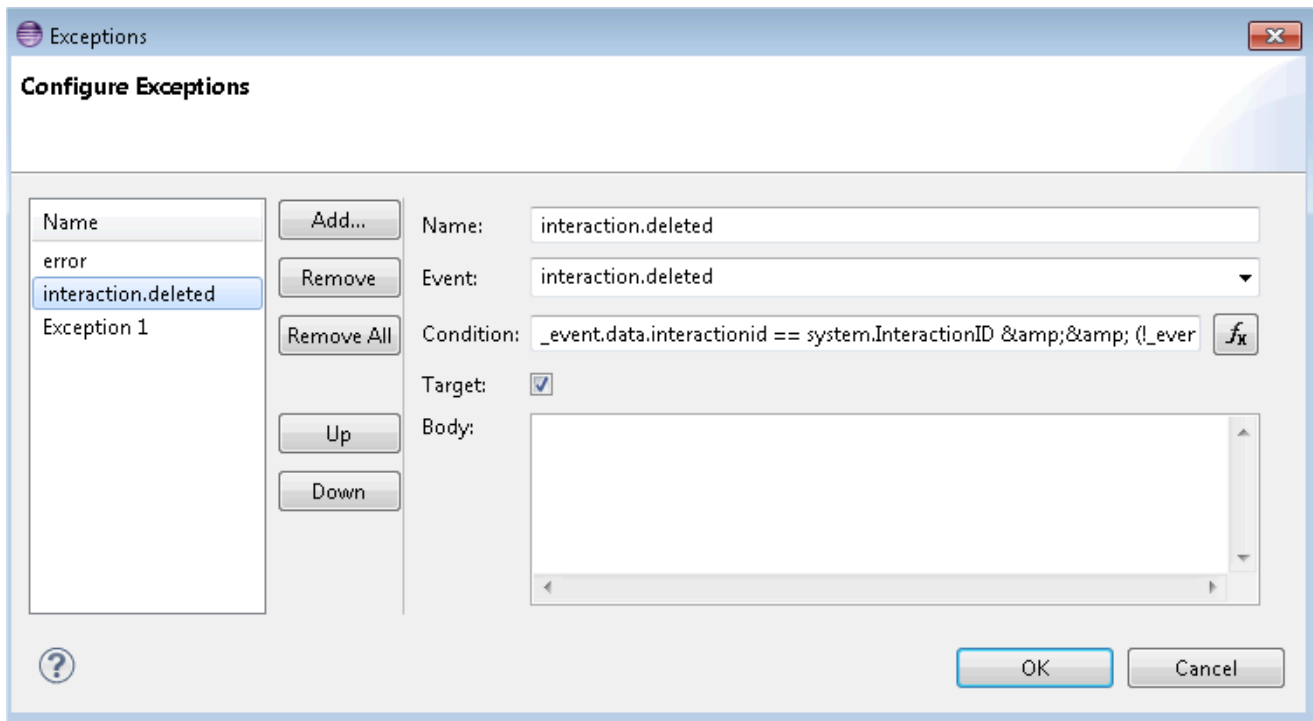 Exceptions
Configure Exceptions
Name
error
interaction.deleted
Exception 1
Add...
Remove
Remove All
Up
Down
Name: interaction.deleted
Event: interaction.deleted
Condition: _event.data.interactionid == system.InteractionID &amp;&amp; (!_ever
Target:
Body:
OK Cancel